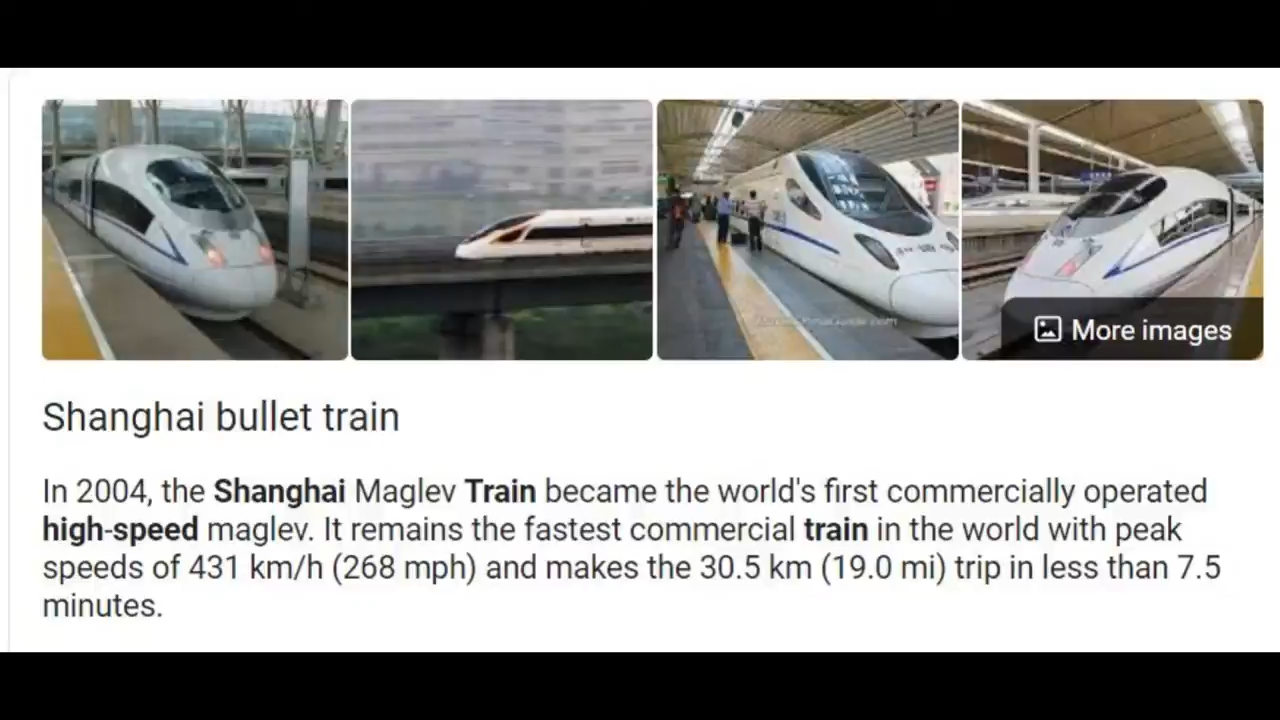 More images
Shanghai bullet train
In 2004, the Shanghai Maglev Train became the world's first commercially operated
high-speed maglev. It remains the fastest commercial train in the world with peak
speeds of 431 km/h (268 mph) and makes the 30.5 km (19.0 mi) trip in less than 7.5
minutes.